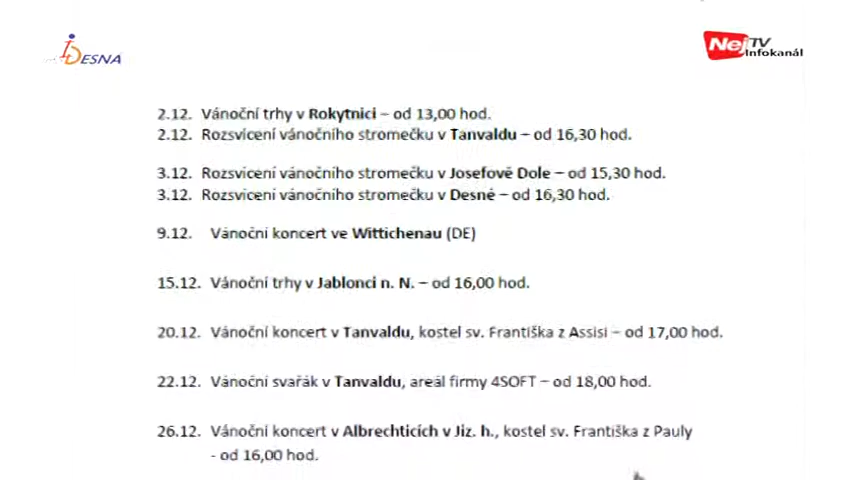 iDESNA
NejTV
Infokanál
2.12. Vánoční trhy v Rokytnici – od 13,00 hod.
2.12. Rozsvícení vánočního stromečku v Tanvaldu – od 16,30 hod.
3.12. Rozsvícení vánočního stromečku v Josefově Dole – od 15,30 hod.
3.12. Rozsvícení vánočního stromečku v Desné – od 16,30 hod.
9.12. Vánoční koncert ve Wittichenau (DE)
15.12. Vánoční trhy v Jablonci n. N. – od 16,00 hod.
20.12. Vánoční koncert v Tanvaldu, kostel sv. Františka z Assisi – od 17,00 hod.
22.12. Vánoční svařák v Tanvaldu, areál firmy 4SOFT – od 18,00 hod.
26.12. Vánoční koncert v Albrechticích v Jiz. h., kostel sv. Františka z Pauly
- od 16,00 hod.